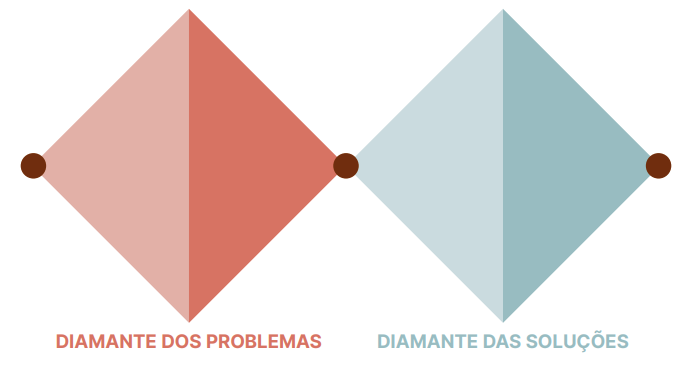 DIAMANTE DOS PROBLEMAS
DIAMANTE DAS SOLUÇÕES